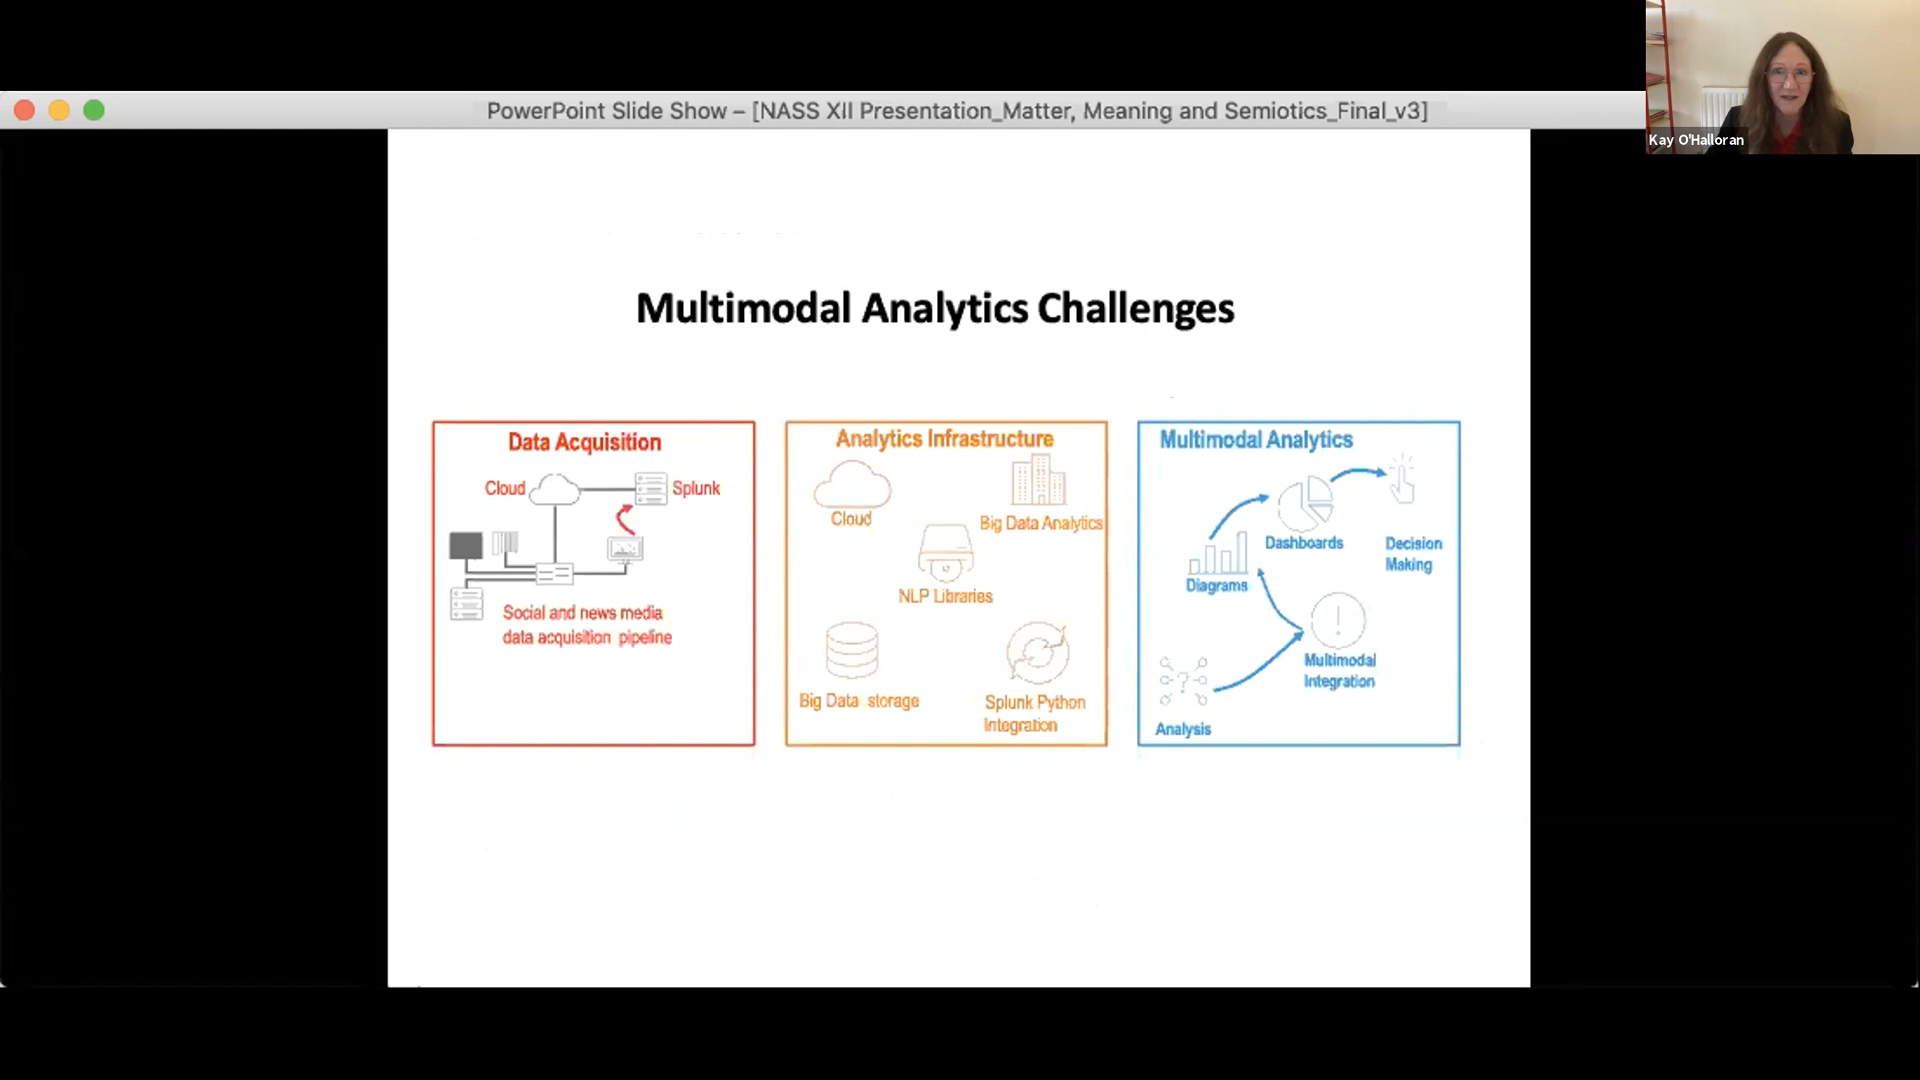 PowerPoint Slide Show – [NASS XII Presentation_Matter, Meaning and Semiotics_Final_v3]
Kay O'Halloran
Multimodal Analytics Challenges
Data Acquisition
Cloud
Splunk
Social and news media
data acquisition pipeline
Analytics Infrastructure
Cloud
Big Data Analytics
NLP Libraries
Big Data storage
Splunk Python
Integration
Multimodal Analytics
Dashboards
Decision
Making
Diagrams
Multimodal
Integration
Analysis